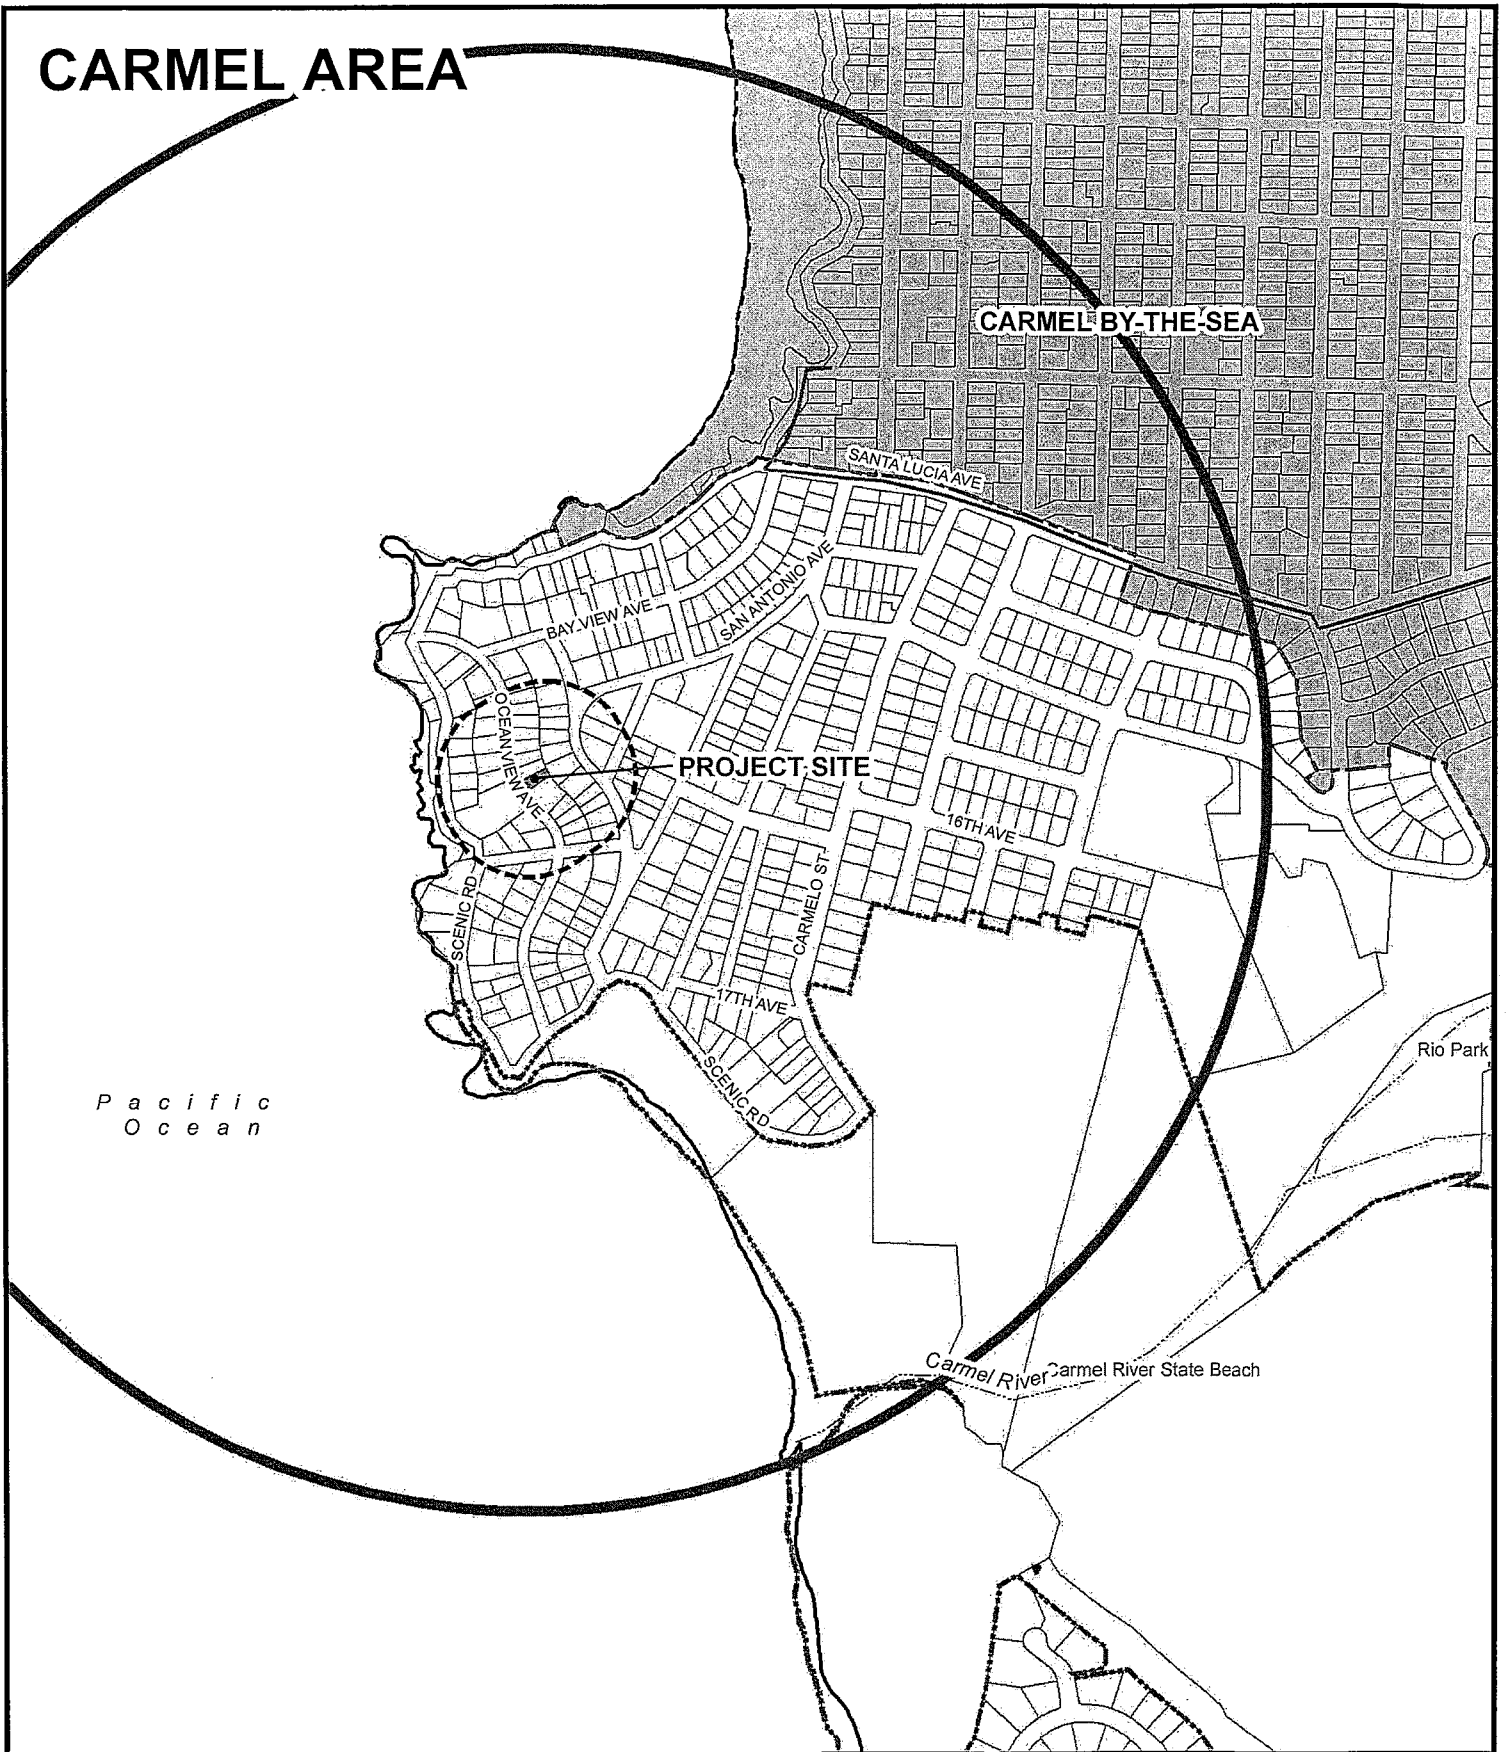 CARMEL AREA
CARMEL BY-THE-SEA
SANTA LUCIA AVE
SAN ANTONIO AVE
BAY VIEW AVE
OCEAN VIEW AVE
PROJECT SITE
16TH AVE
CARMELO ST
SCENIC RD
17TH AVE
SCENIC RD
Rio Park
Pacific
Ocean
Carmel River
Carmel River State Beach